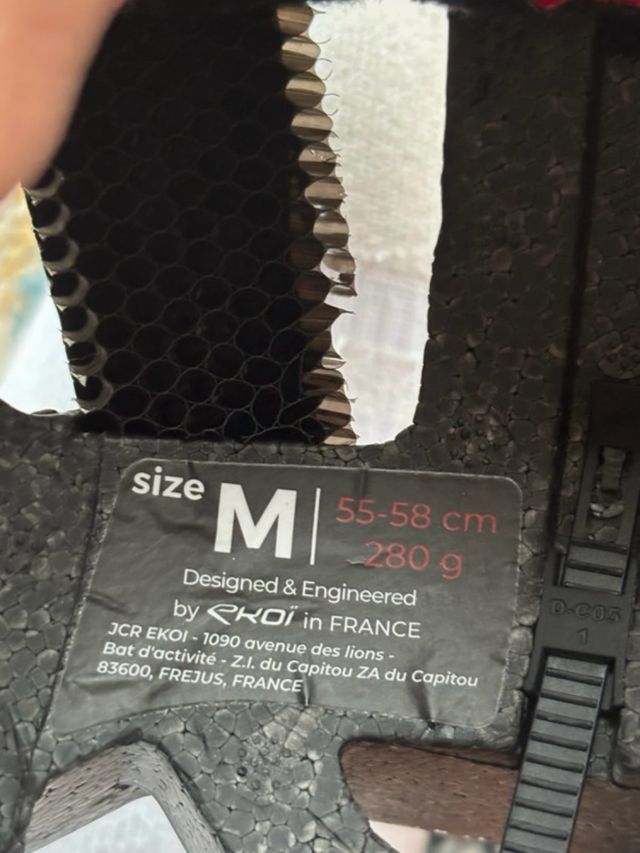 size M 55-58 cm
280 g
Designed & Engineered
by EKOÏ in FRANCE
JCR EKOI - 1090 avenue des lions -
Bat d'activité - Z.I. du Capitou ZA du Capitou
83600, FREJUS, FRANCE
D-C05
1